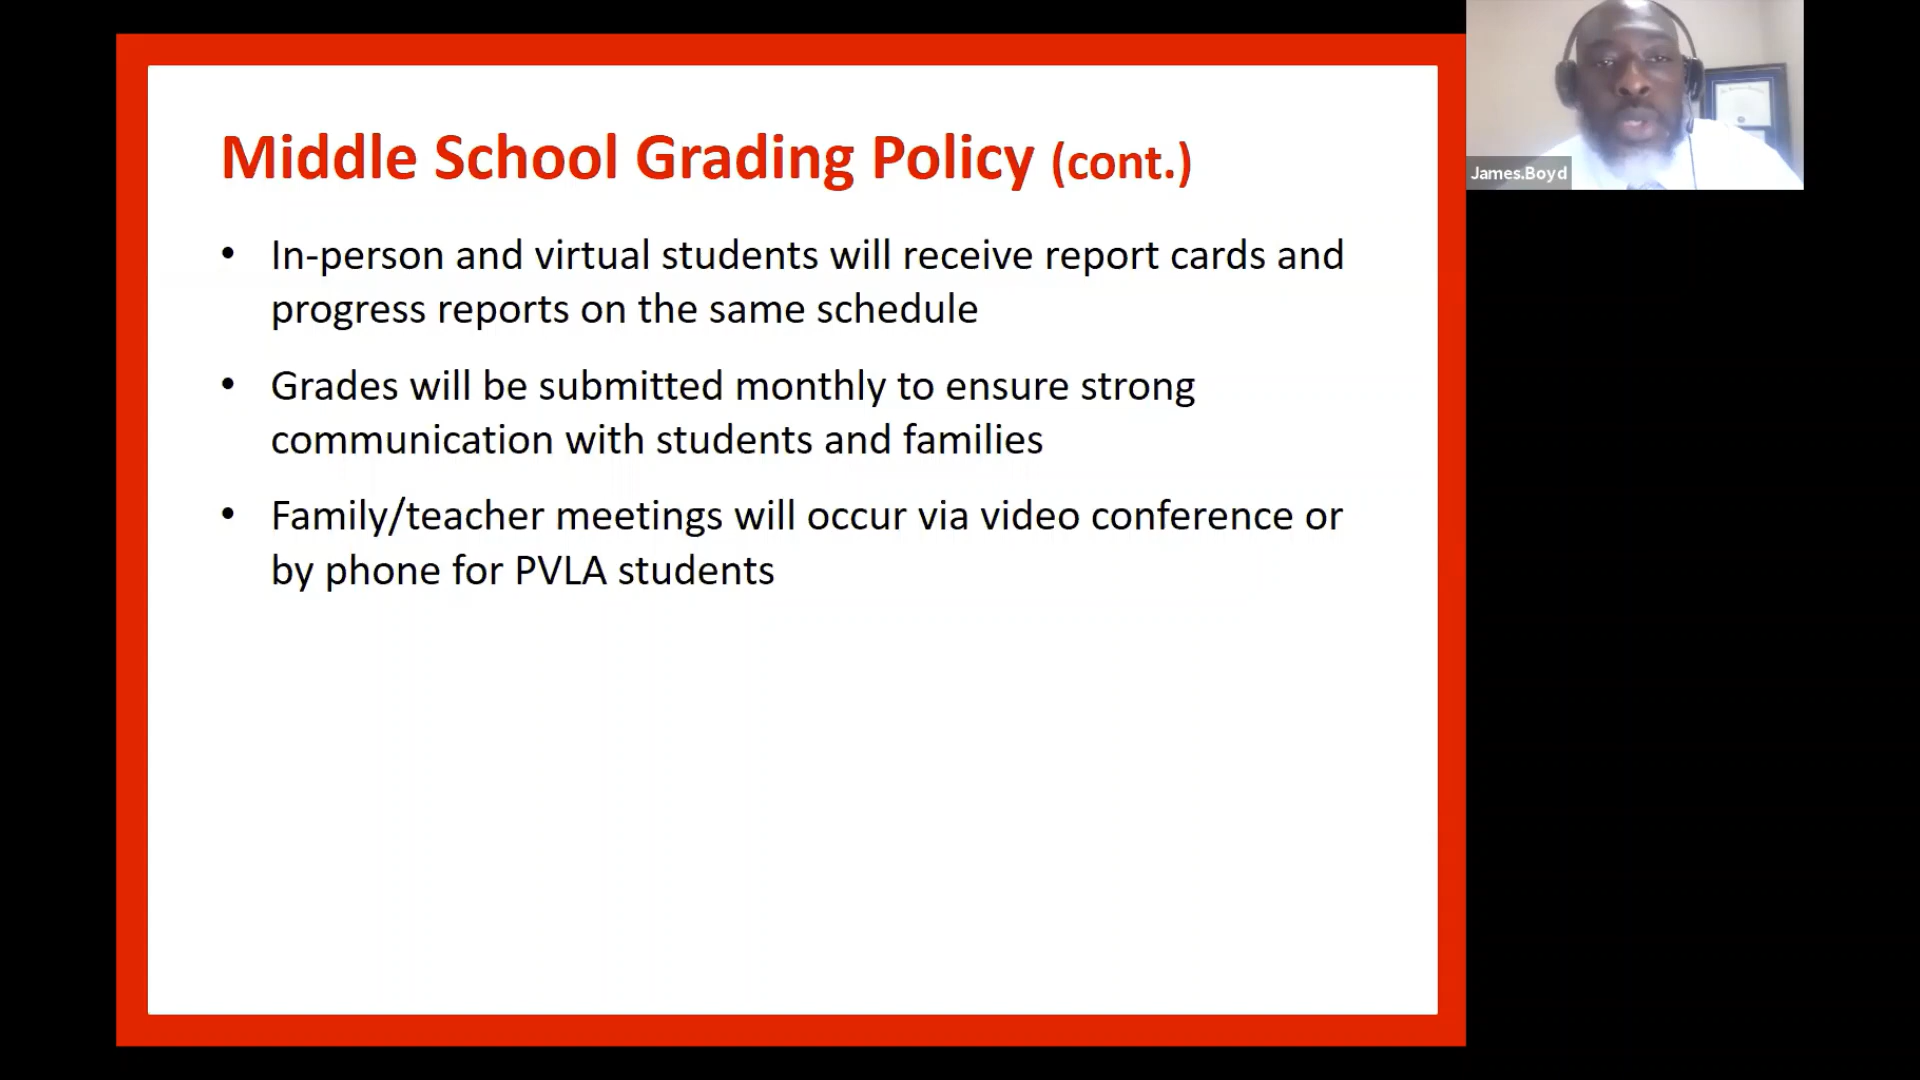 Middle School Grading Policy (cont.)
• In-person and virtual students will receive report cards and
progress reports on the same schedule
• Grades will be submitted monthly to ensure strong
communication with students and families
• Family/teacher meetings will occur via video conference or
by phone for PVLA students
James.Boyd